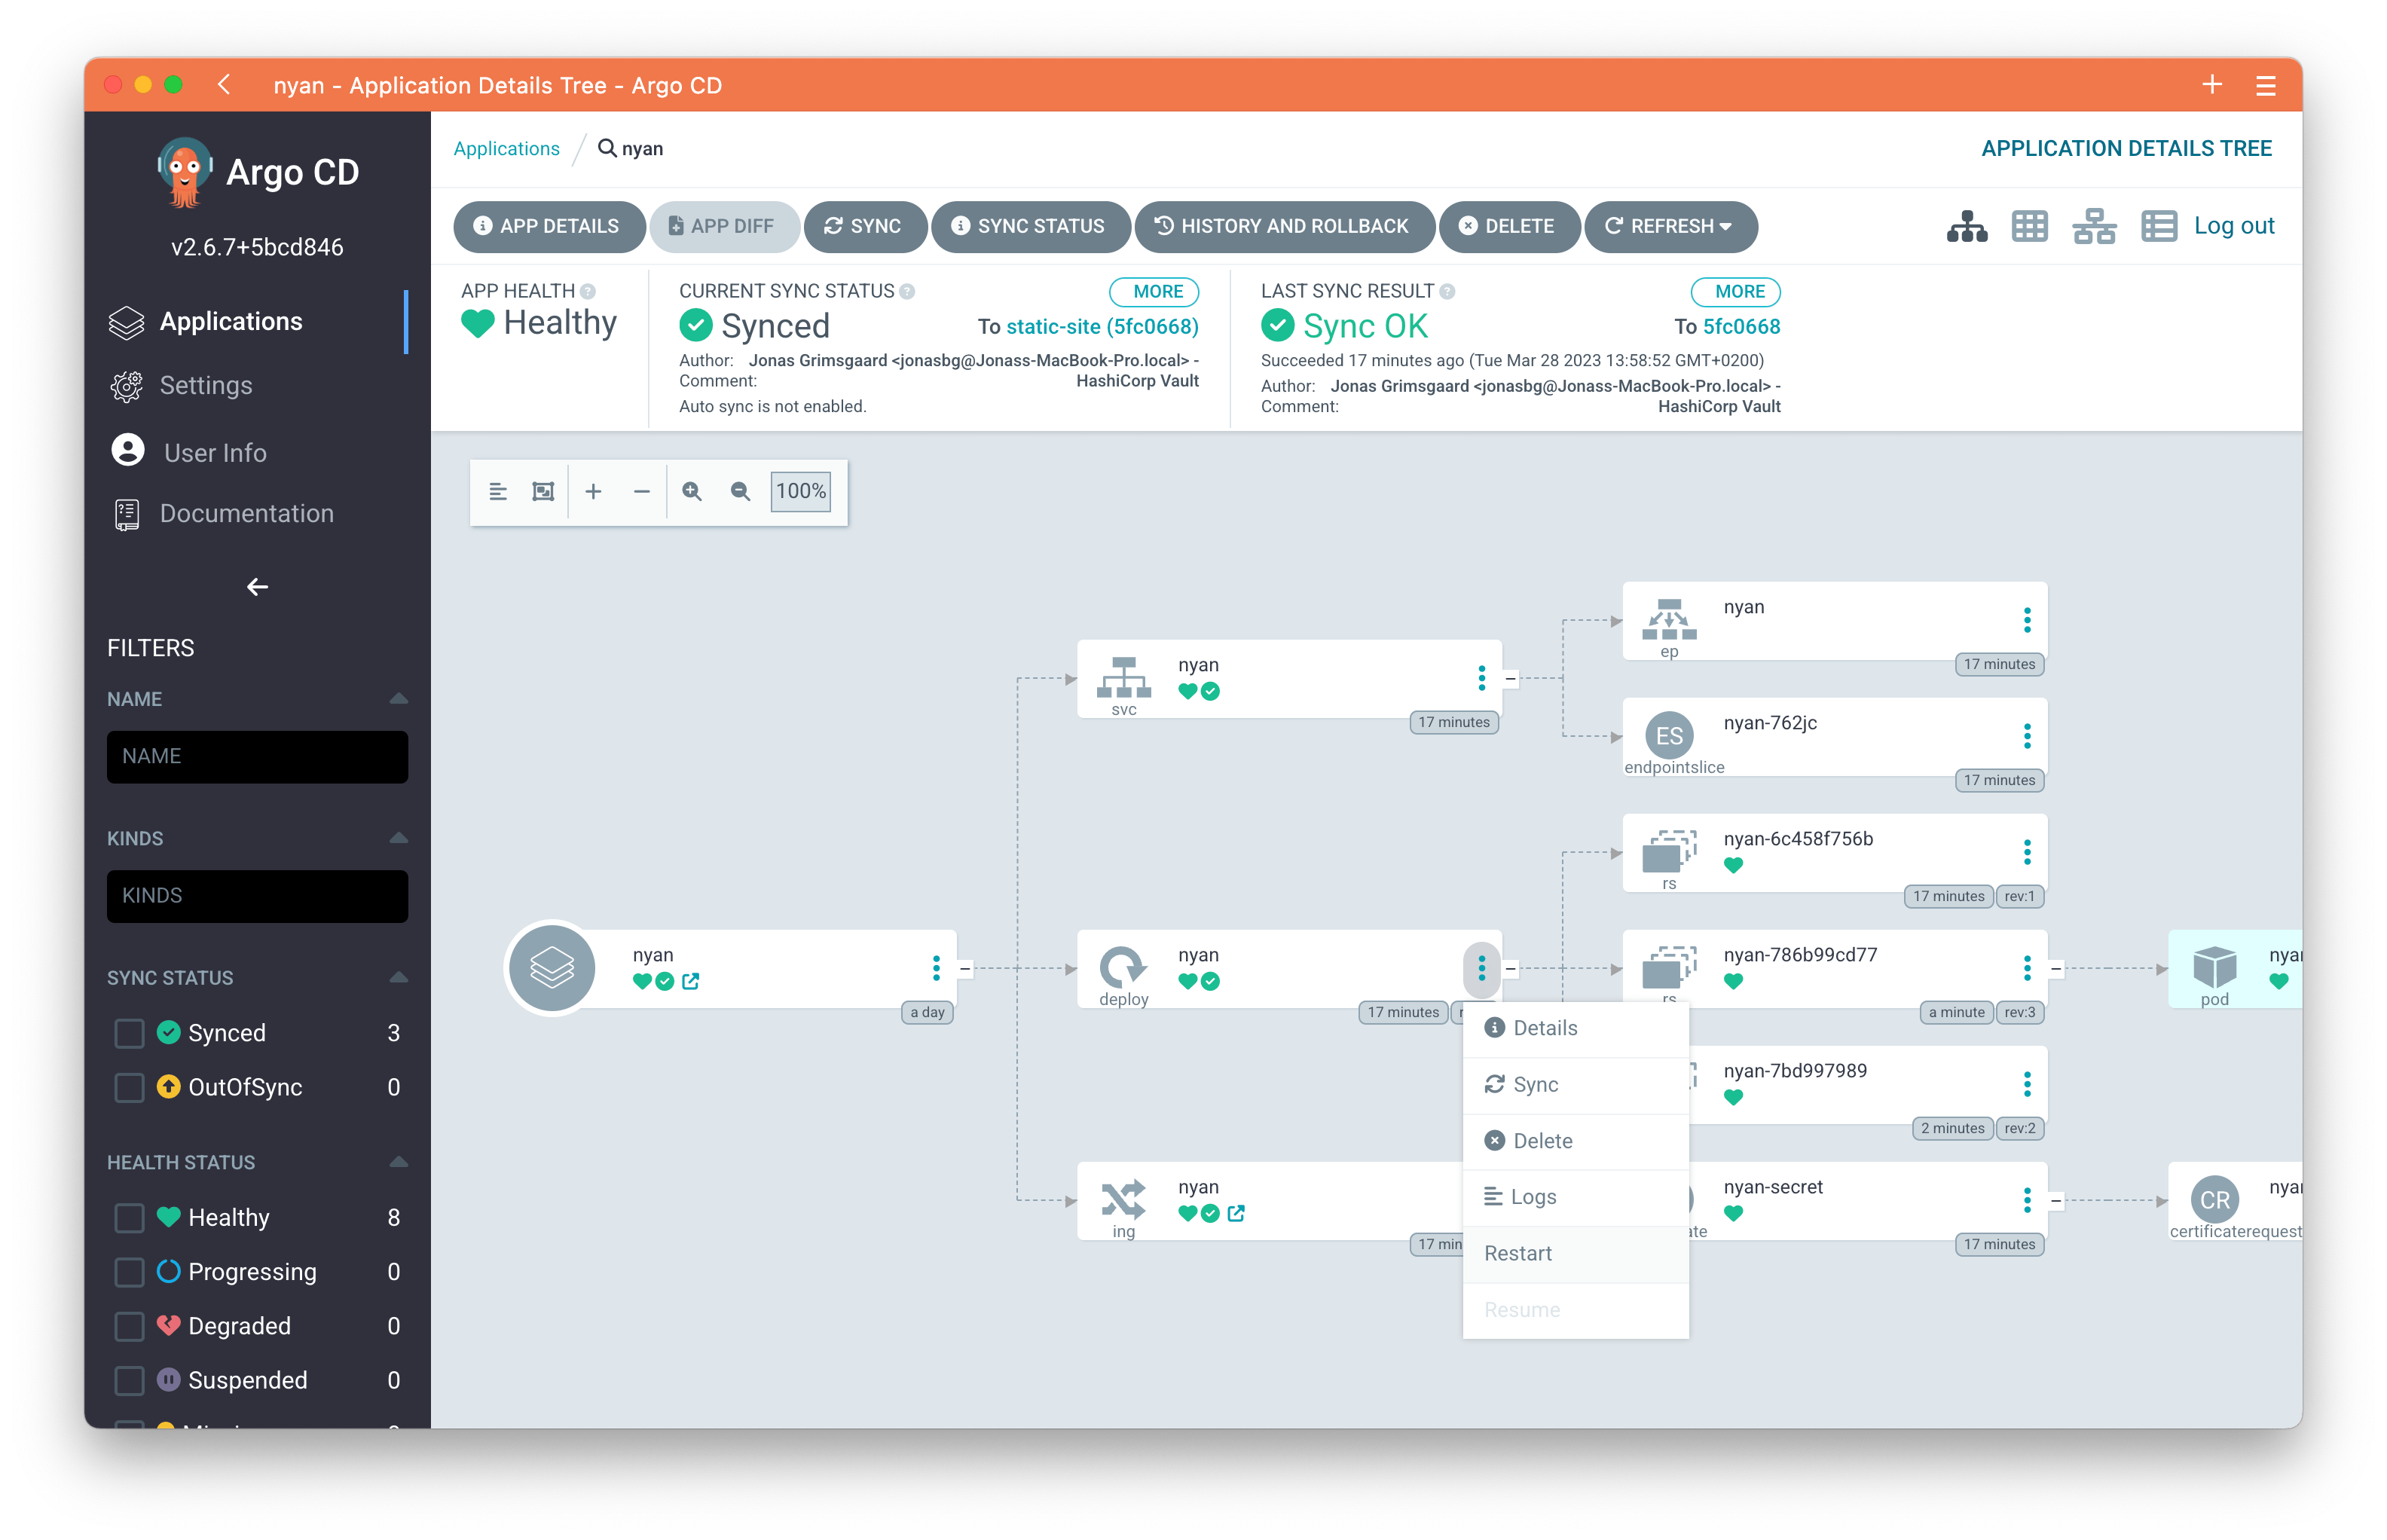 nyan - Application Details Tree - Argo CD
Argo CD
v2.6.7+5bcd846
Applications
Settings
User Info
Documentation
FILTERS
NAME
NAME
KINDS
KINDS
SYNC STATUS
Synced 3
OutOfSync 0
HEALTH STATUS
Healthy 8
Progressing 0
Degraded 0
Suspended 0
Applications / nyan
APPLICATION DETAILS TREE
APP DETAILS APP DIFF SYNC SYNC STATUS HISTORY AND ROLLBACK DELETE REFRESH Log out
APP HEALTH
Healthy
CURRENT SYNC STATUS MORE
Synced To static-site (5fc0668)
Author: Jonas Grimsgaard <jonasbg@Jonass-MacBook-Pro.local> -
Comment: HashiCorp Vault
Auto sync is not enabled.
LAST SYNC RESULT MORE
Sync OK To 5fc0668
Succeeded 17 minutes ago (Tue Mar 28 2023 13:58:52 GMT+0200)
Author: Jonas Grimsgaard <jonasbg@Jonass-MacBook-Pro.local> -
Comment: HashiCorp Vault
100%
nyan
a day
nyan
svc
17 minutes
nyan
deploy
17 minutes
nyan
ing
17 min
nyan
ep
17 minutes
ES
nyan-762jc
endpointslice
17 minutes
nyan-6c458f756b
rs
17 minutes rev:1
nyan-786b99cd77
rs
a minute rev:3
nyan-7bd997989
2 minutes rev:2
nyan-secret
17 minutes
pod
CR
certificaterequest
Details
Sync
Delete
Logs
Restart
Resume